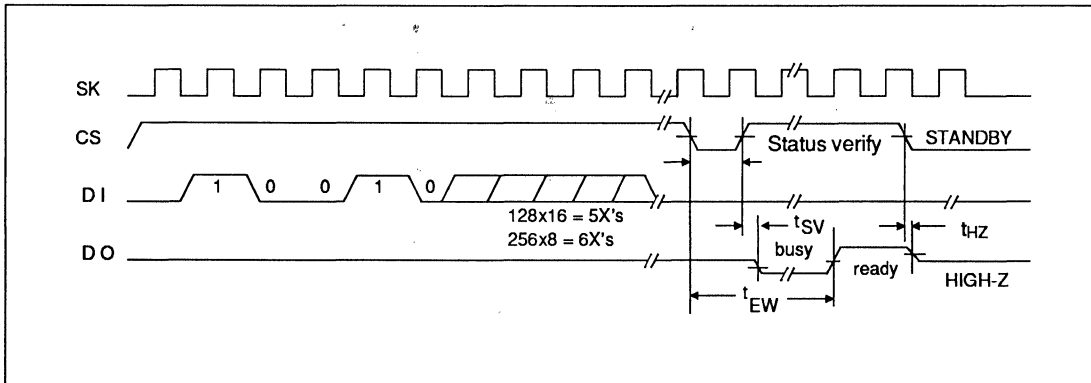 SK
CS
Status verify
STANDBY
DI
1 0 0 1 0
128x16 = 5X's
256x8 = 6X's
tSV
tHZ
DO
busy
ready
HIGH-Z
tEW